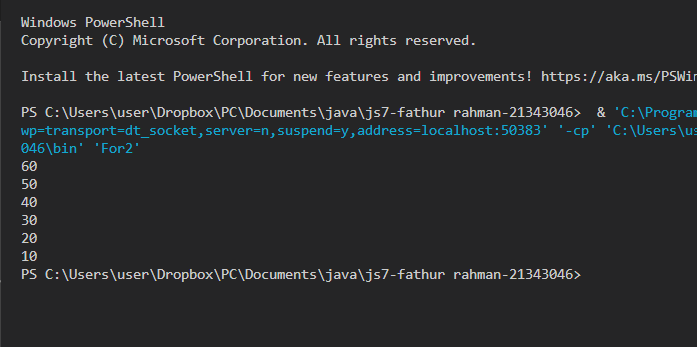 Windows PowerShell
Copyright (C) Microsoft Corporation. All rights reserved.
Install the latest PowerShell for new features and improvements! https://aka.ms/PSWin
PS C:\Users\user\Dropbox\PC\Documents\java\js7-fathur rahman-21343046>  & 'C:\Program
wp=transport=dt_socket,server=n,suspend=y,address=localhost:50383' '-cp' 'C:\Users\us
046\bin' 'For2'
60
50
40
30
20
10
PS C:\Users\user\Dropbox\PC\Documents\java\js7-fathur rahman-21343046>